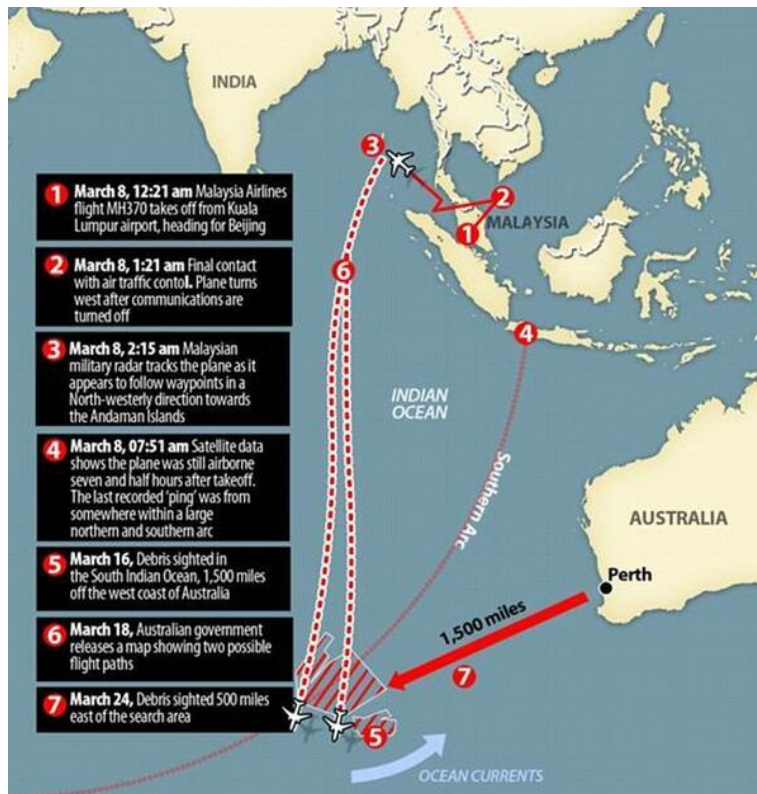 INDIA
1 March 8, 12:21 am Malaysia Airlines
flight MH370 takes off from Kuala
Lumpur airport, heading for Beijing
2 March 8, 1:21 am Final contact
with air traffic contol. Plane turns
west after communications are
turned off
3 March 8, 2:15 am Malaysian
military radar tracks the plane as it
appears to follow waypoints in a
North-westerly direction towards
the Andaman Islands
4 March 8, 07:51 am Satellite data
shows the plane was still airborne
seven and half hours after takeoff.
The last recorded 'ping' was from
somewhere within a large
northern and southern arc
5 March 16, Debris sighted in
the South Indian Ocean, 1,500 miles
off the west coast of Australia
6 March 18, Australian government
releases a map showing two possible
flight paths
7 March 24, Debris sighted 500 miles
east of the search area
3
2
1
MALAYSIA
6
4
INDIAN
OCEAN
Southern Arc
AUSTRALIA
Perth
1,500 miles
7
5
OCEAN CURRENTS